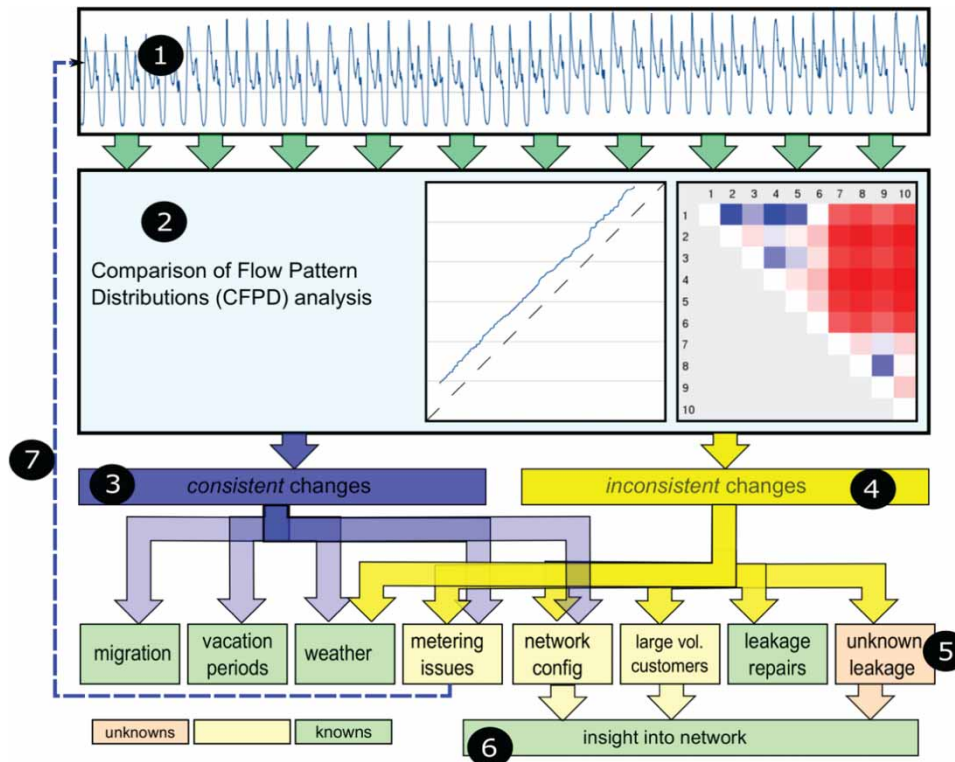 1
2
Comparison of Flow Pattern
Distributions (CFPD) analysis
1 2 3 4 5 6 7 8 9 10
1
2
3
4
5
6
7
8
9
10
7
3
consistent changes
inconsistent changes
4
migration
vacation
periods
weather
metering
issues
network
config
large vol.
customers
leakage
repairs
unknown
leakage
5
unknowns
knowns
6
insight into network